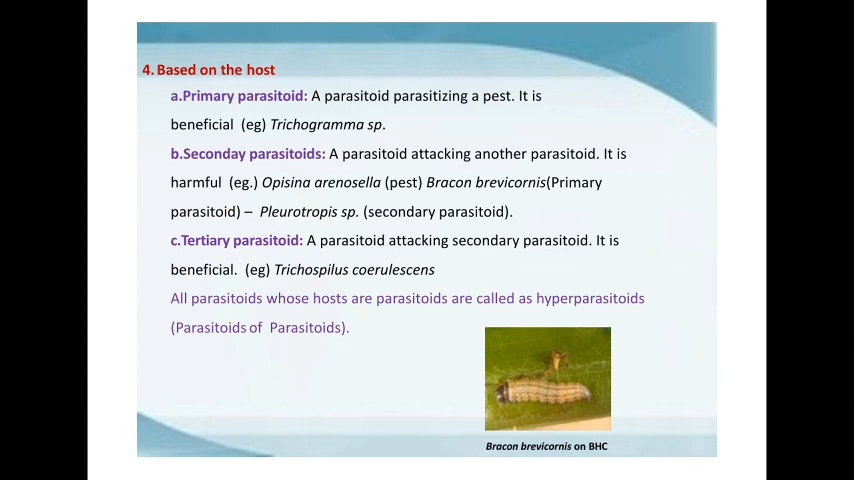 4. Based on the host
a.Primary parasitoid: A parasitoid parasitizing a pest. It is
beneficial (eg) Trichogramma sp.
b.Seconday parasitoids: A parasitoid attacking another parasitoid. It is
harmful (eg.) Opisina arenosella (pest) Bracon brevicornis(Primary
parasitoid) – Pleurotropis sp. (secondary parasitoid).
c.Tertiary parasitoid: A parasitoid attacking secondary parasitoid. It is
beneficial. (eg) Trichospilus coerulescens
All parasitoids whose hosts are parasitoids are called as hyperparasitoids
(Parasitoids of Parasitoids).
Bracon brevicornis on BHC